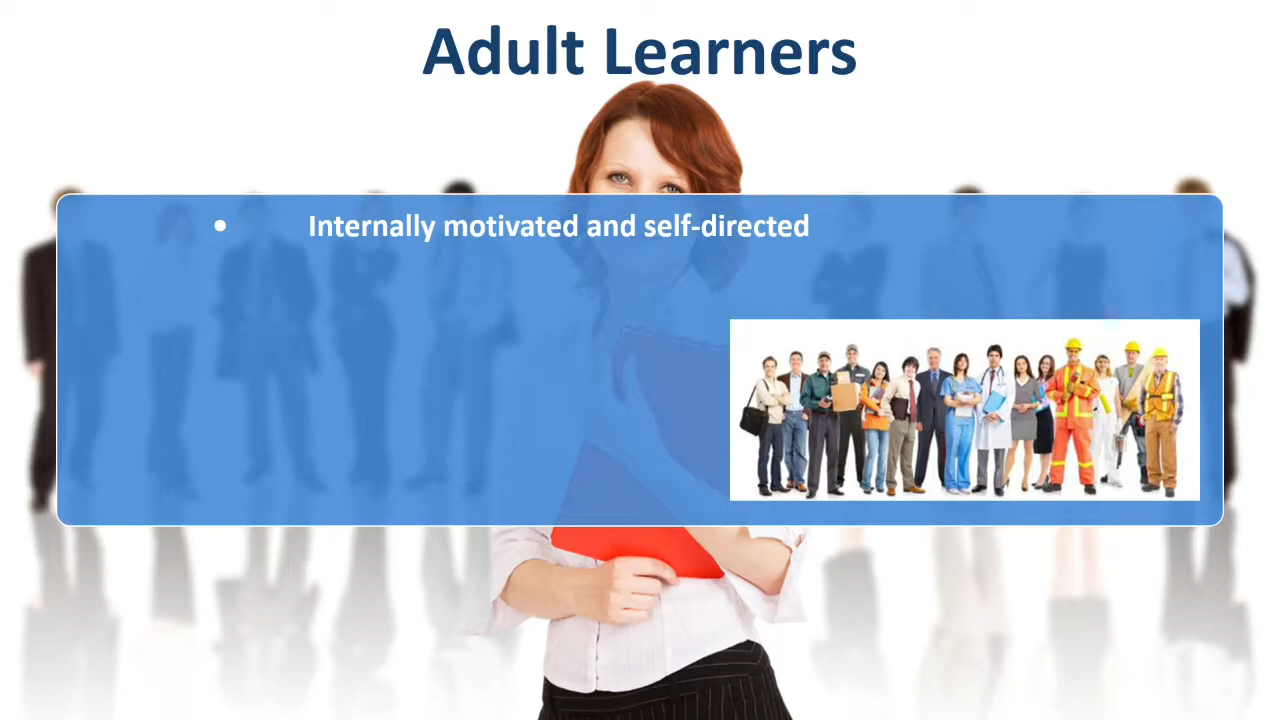 Adult Learners
• Internally motivated and self-directed